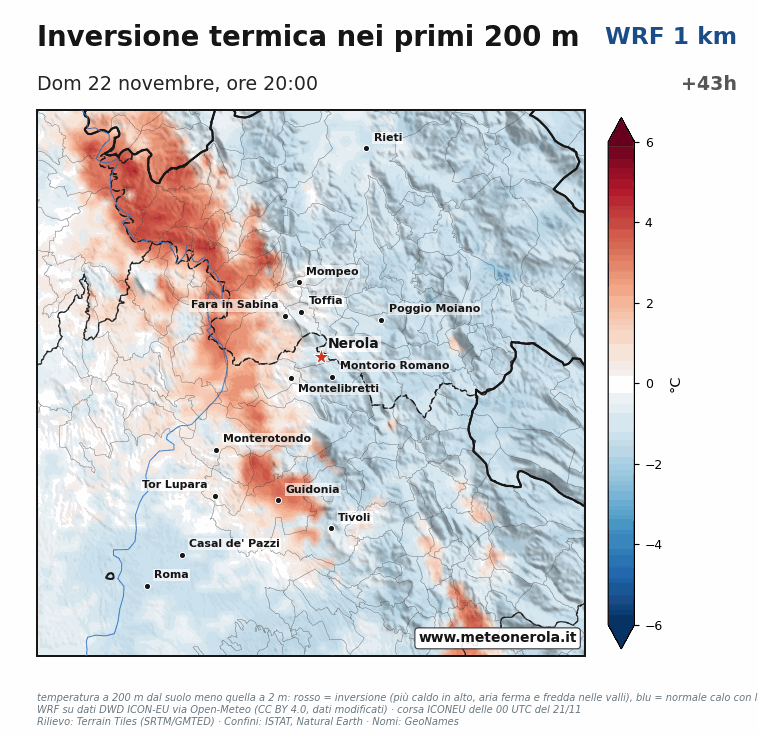 Inversione termica nei primi 200 m
WRF 1 km
Dom 22 novembre, ore 20:00
+43h
Rieti
Mompeo
Fara in Sabina
Toffia
Poggio Moiano
Nerola
Montorio Romano
Montelibretti
Monterotondo
Tor Lupara
Guidonia
Tivoli
Casal de' Pazzi
Roma
www.meteonerola.it
6
4
2
0
−2
−4
−6
°C
temperatura a 200 m dal suolo meno quella a 2 m: rosso = inversione (più caldo in alto, aria ferma e fredda nelle valli), blu = normale calo con l
WRF su dati DWD ICON-EU via Open-Meteo (CC BY 4.0, dati modificati) · corsa ICONEU delle 00 UTC del 21/11
Rilievo: Terrain Tiles (SRTM/GMTED) · Confini: ISTAT, Natural Earth · Nomi: GeoNames